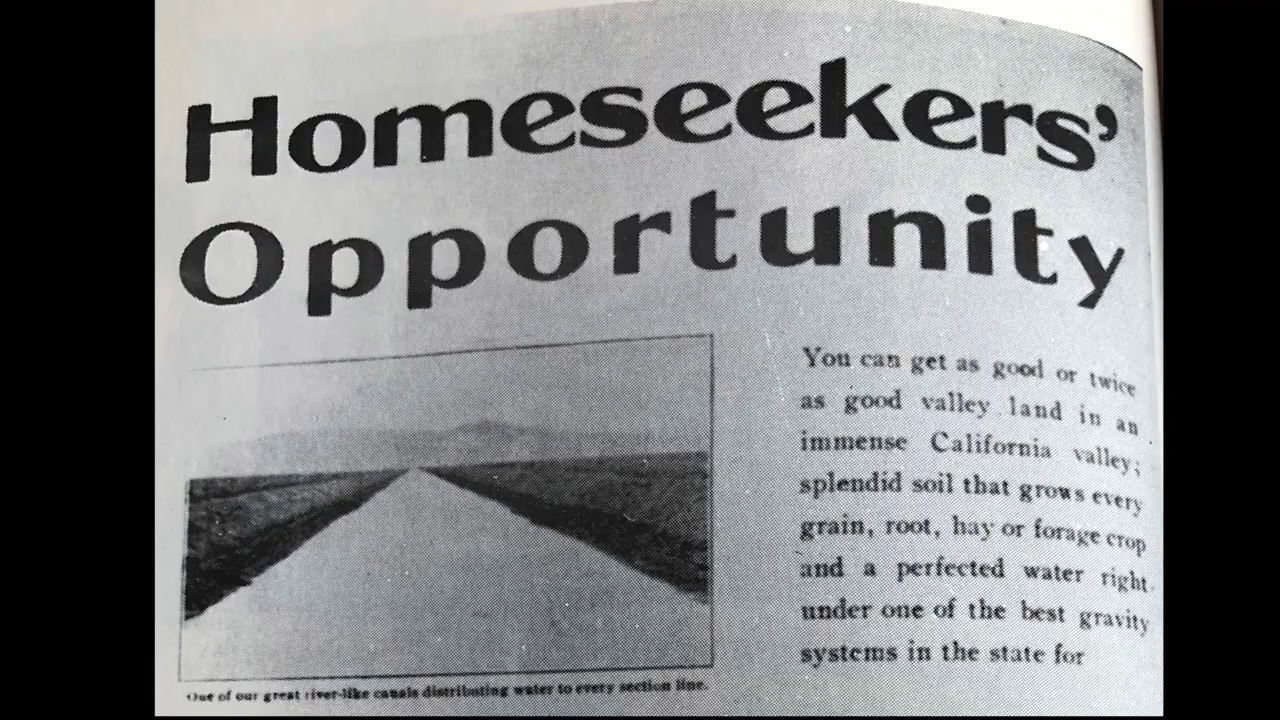 Homeseekers'
Opportunity
You can get as good or twice
as good valley land in an
immense California valley;
splendid soil that grows every
grain, root, hay or forage crop
and a perfected water right
under one of the best gravity
systems in the state for
One of our great river-like canals distributing water to every section line.